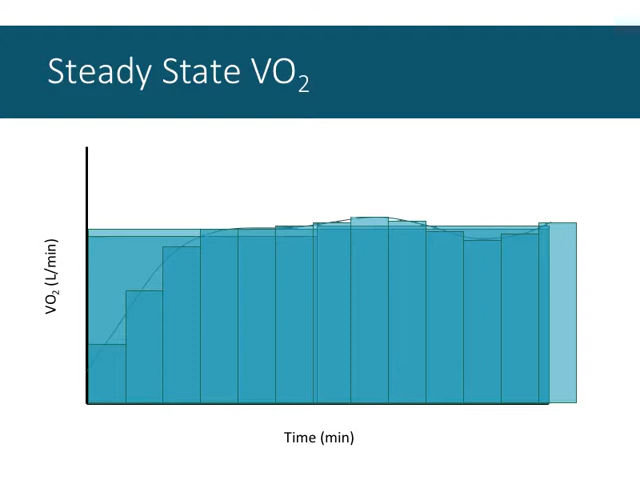 Steady State VO₂
VO₂ (L/min)
Time (min)